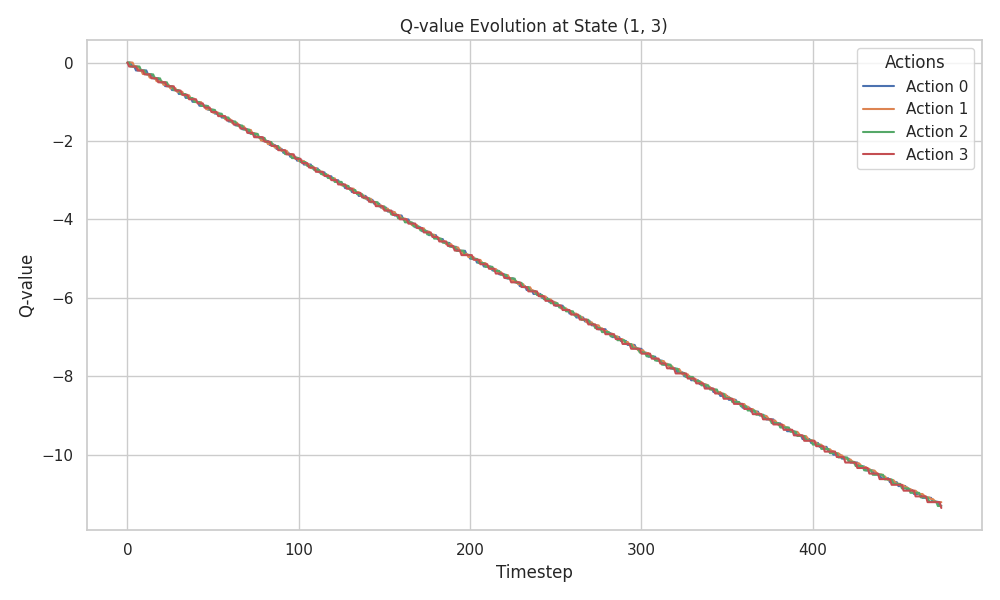 Q-value Evolution at State (1, 3)
Actions
Action 0
Action 1
Action 2
Action 3
Q-value
0
−2
−4
−6
−8
−10
0 100 200 300 400
Timestep